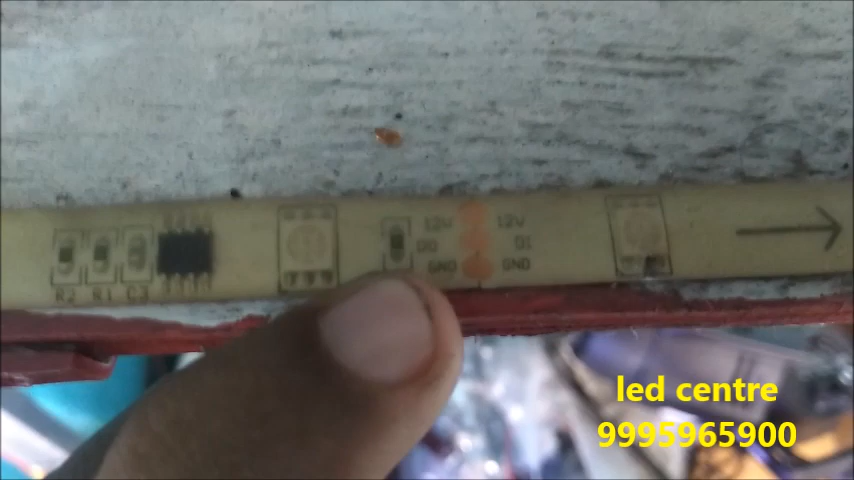 12V 12V
DO DI
GND GND
R2 R1 C3
led centre
9995965900